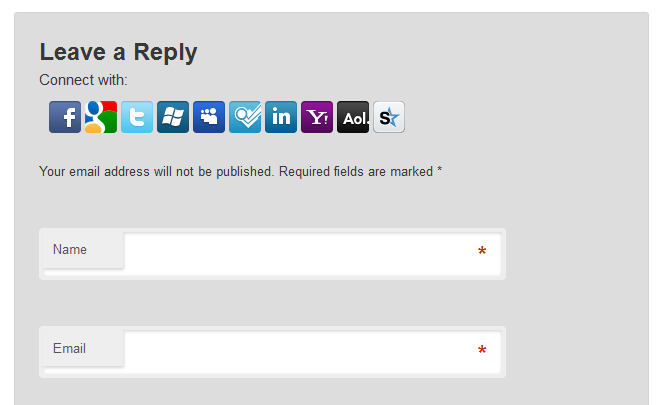 Leave a Reply
Connect with:
f t in Y! Aol. S
Your email address will not be published. Required fields are marked *
Name *
Email *